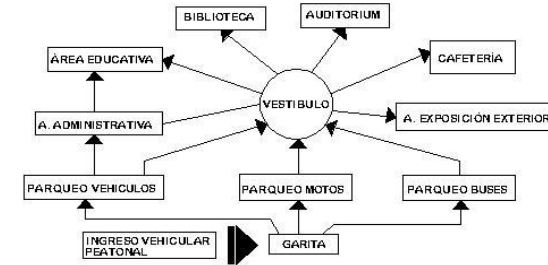 BIBLIOTECA
AUDITORIUM
ÁREA EDUCATIVA
CAFETERÍA
VESTIBULO
A. ADMINISTRATIVA
A. EXPOSICIÓN EXTERIOR
PARQUEO VEHICULOS
PARQUEO MOTOS
PARQUEO BUSES
INGRESO VEHICULAR
PEATONAL
GARITA